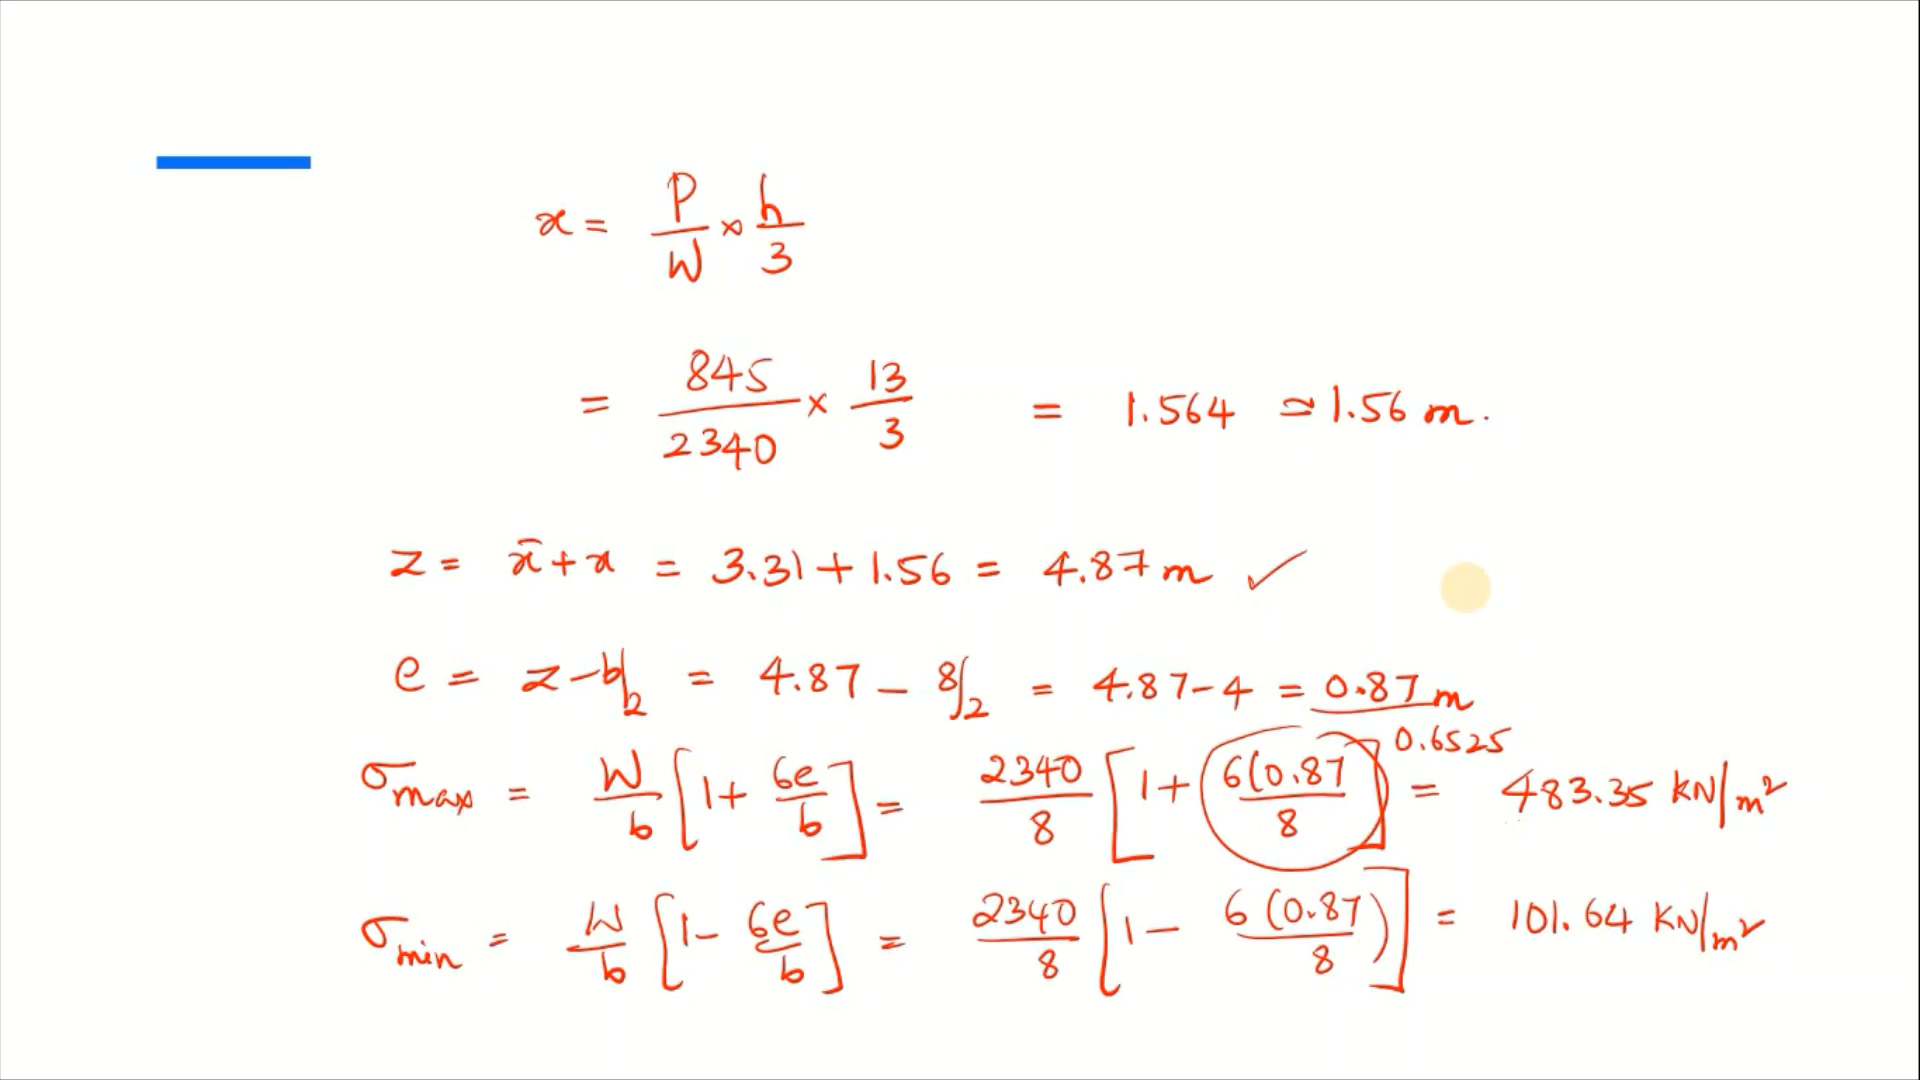 x = P/W × h/3
= 845/2340 × 13/3 = 1.564 ≃ 1.56 m.
z = x̄ + x = 3.31 + 1.56 = 4.87 m ✓
e = z - b/2 = 4.87 - 8/2 = 4.87 - 4 = 0.87 m
0.6525
σmax = W/b [1 + 6e/b] = 2340/8 [1 + 6(0.87/8] = 483.35 KN/m²
σmin = W/b [1 - 6e/b] = 2340/8 [1 - 6(0.87)/8] = 101.64 KN/m²